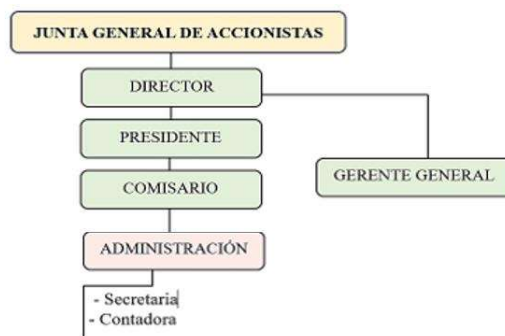 JUNTA GENERAL DE ACCIONISTAS
DIRECTOR
PRESIDENTE
COMISARIO
GERENTE GENERAL
ADMINISTRACIÓN
- Secretaria
- Contadora